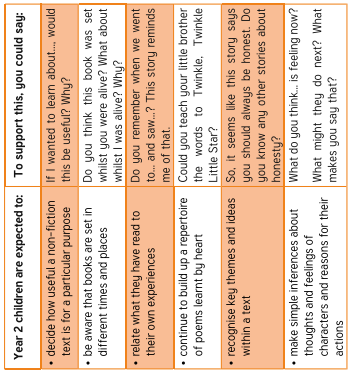 Year 2 children are expected to:
To support this, you could say:
• decide how useful a non-fiction
text is for a particular purpose
If I wanted to learn about..., would
this be useful? Why?
• be aware that books are set in
different times and places
Do you think this book was set
whilst you were alive? What about
whilst I was alive? Why?
• relate what they have read to
their own experiences
Do you remember when we went
to... and saw...? This story reminds
me of that.
• continue to build up a repertoire
of poems learnt by heart
Could you teach your little brother
the words to Twinkle, Twinkle
Little Star?
• recognise key themes and ideas
within a text
So, it seems like this story says
you should always be honest. Do
you know any other stories about
honesty?
• make simple inferences about
thoughts and feelings of
characters and reasons for their
actions
What do you think... is feeling now?
What might they do next? What
makes you say that?